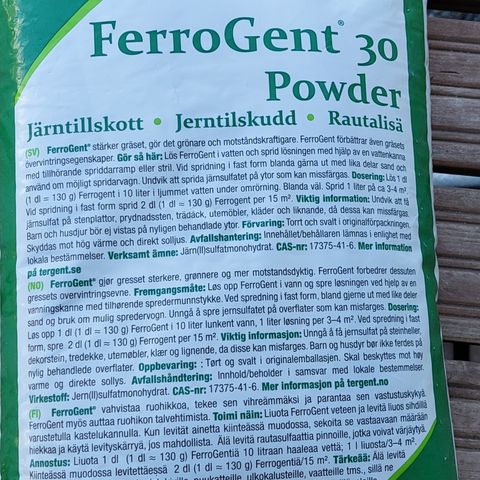 FerroGent® 30
Powder
Järntillskott • Jerntilskudd • Rautalisä
(SV) FerroGent® stärker gräset, gör det grönare och motståndskraftigare. FerroGent förbättrar även gräsets
övervintringsegenskaper. Gör så här: Lös FerroGent i vatten och sprid lösningen med hjälp av en vattenkanna
med tillhörande spriddarramp eller stril. Vid spridning i fast form blanda gärna ut med lika delar sand och
använd om möjligt spridarvagn. Undvik att sprida järnsulfatet på ytor som kan missfärgas. Dosering: Lös 1 dl
(1 dl ≈ 130 g) Ferrogent i 10 liter i ljummet vatten under omröring. Blanda väl. Sprid 1 liter på ca 3-4 m².
Vid spridning i fast form sprid 2 dl (1 dl ≈ 130 g) Ferrogent per 15 m². Viktig information: Undvik att få
järnsulfat på stenplattor, prydnadssten, trädäck, utemöbler, kläder och liknande, då dessa kan missfärgas.
Barn och husdjur bör ej vistas på nyligen behandlade ytor. Förvaring: Torrt och svalt i originalförpackningen.
Skyddas mot hög värme och direkt solljus. Avfallshantering: Innehållet/behållaren lämnas i enlighet med
lokala bestämmelser. Verksamt ämne: Järn(II)sulfatmonohydrat. CAS-nr: 17375-41-6. Mer information
på tergent.se
(NO) FerroGent® gjør gresset sterkere, grønnere og mer motstandsdyktig. FerroGent forbedrer dessuten
gressets overvintringsevne. Fremgangsmåte: Løs opp FerroGent i vann og spre løsningen ved hjelp av en
vanningskanne med tilhørende spredermunnstykke. Ved spredning i fast form, bland gjerne ut med like deler
sand og bruk om mulig spredervogn. Unngå å spre jernsulfatet på overflater som kan misfarges. Dosering:
Løs opp 1 dl (1 dl ≈ 130 g) FerroGent i 10 liter lunkent vann, 1 liter løsning per 3–4 m². Ved spredning i fast
form, spre 2 dl (1 dl ≈ 130 g) Ferrogent per 15 m². Viktig informasjon: Unngå å få jernsulfat på steinheller,
dekorstein, tredekke, utemøbler, klær og lignende, da disse kan misfarges. Barn og husdyr bør ikke ferdes på
nylig behandlede overflater. Oppbevaring: ; Tørt og svalt i originalemballasjen. Skal beskyttes mot høy
varme og direkte sollys. Avfallshåndtering: Innhold/beholder i samsvar med lokale bestemmelser.
Virkestoff: Jern(II)sulfatmonohydrat. CAS-nr: 17375-41-6. Mer informasjon på tergent.no
(FI) FerroGent® vahvistaa ruohikkoa, tekee sen vihreämmäksi ja parantaa sen vastustuskykyä.
FerroGent myös auttaa ruohikon talvehtimista. Toimi näin: Liuota FerroGent veteen ja levitä liuos sihdillä
varustetulla kastelukannulla. Kun levität ainetta kiinteässä muodossa, sekoita se vastaavaan määrään
hiekkaa ja käytä levityskärryä, jos mahdollista. Älä levitä rautasulfaattia pinnoille, jotka voivat värjäytyä.
Annostus: Liuota 1 dl (1 dl ≈ 130 g) FerroGentiä 10 litraan haaleaa vettä; 1 l liuosta/3–4 m².
Kiinteässä muodossa levitettäessä 2 dl (1 dl ≈ 130 g) Ferrogentiä/15 m². Tärkeää: Älä levitä
ulkokalusteille, vaatteille tms., sillä ne